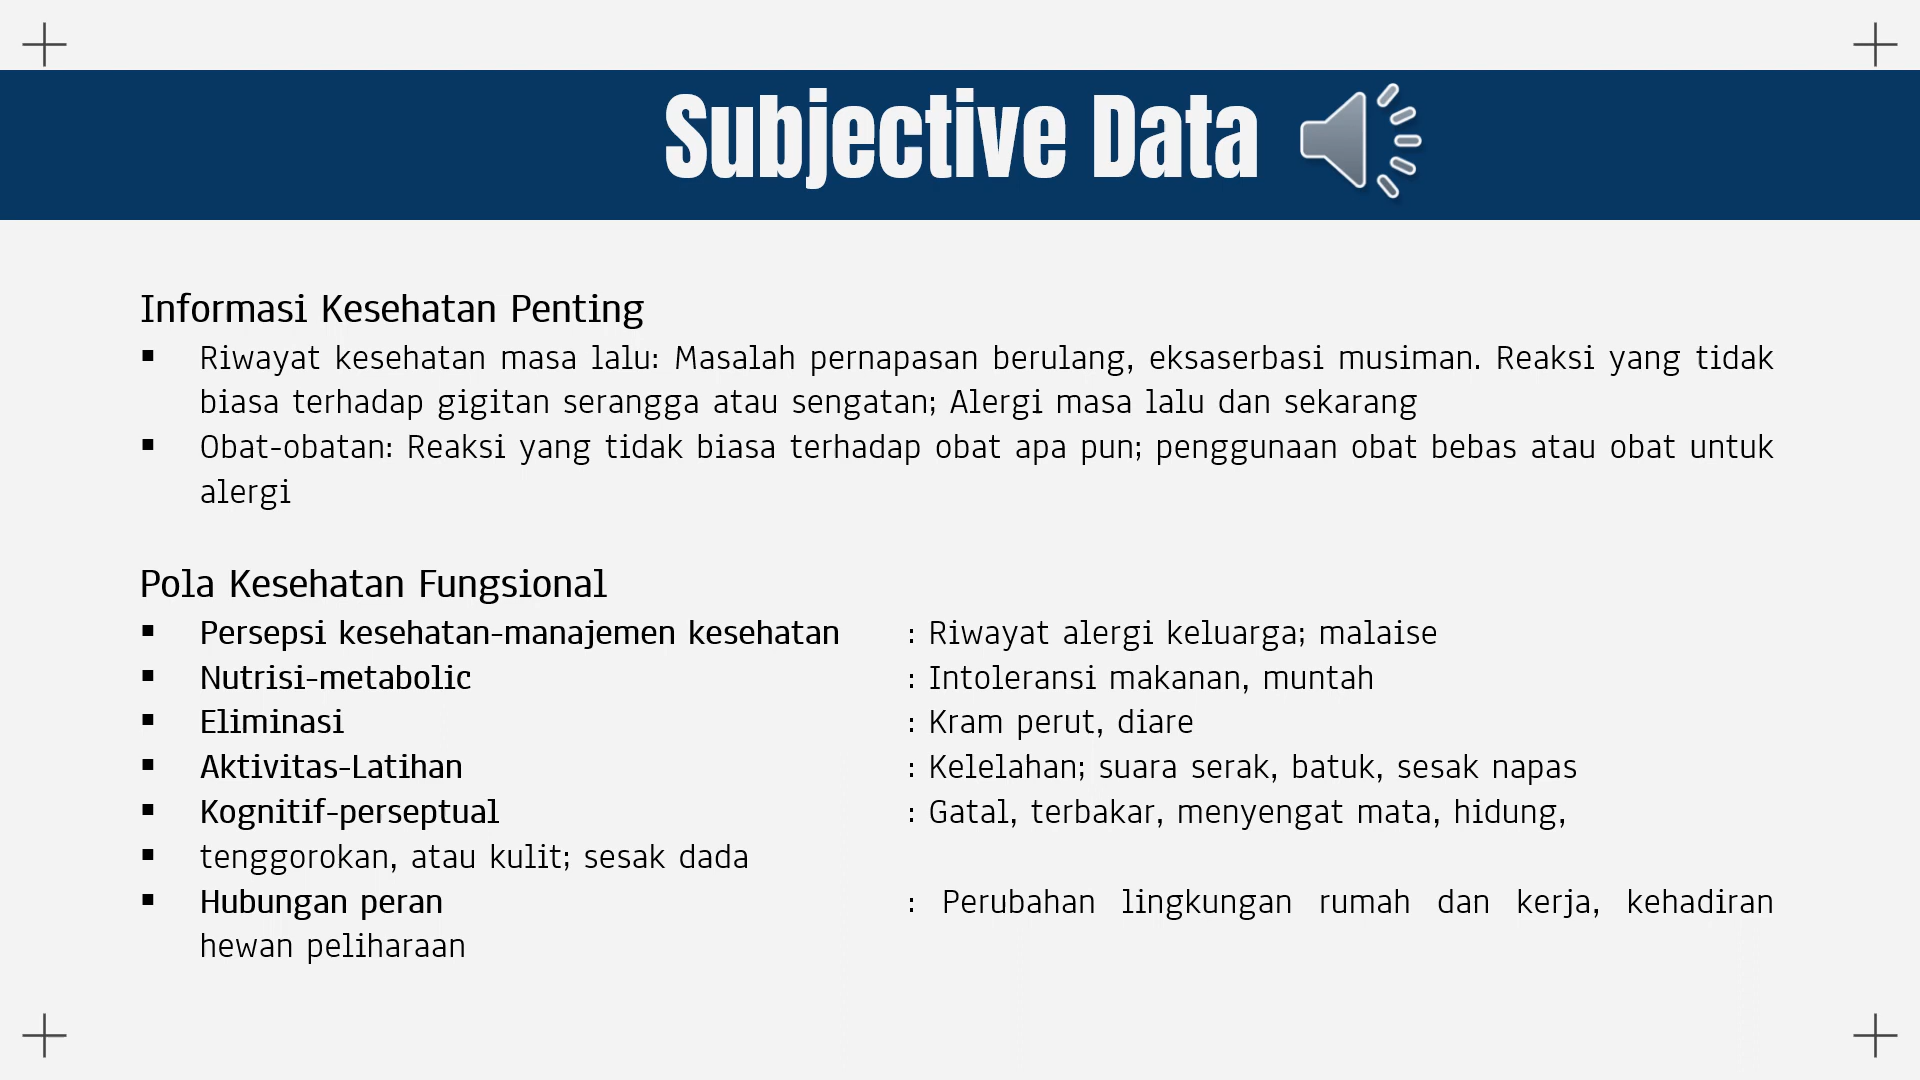 Subjective Data
Informasi Kesehatan Penting
▪ Riwayat kesehatan masa lalu: Masalah pernapasan berulang, eksaserbasi musiman. Reaksi yang tidak
biasa terhadap gigitan serangga atau sengatan; Alergi masa lalu dan sekarang
▪ Obat-obatan: Reaksi yang tidak biasa terhadap obat apa pun; penggunaan obat bebas atau obat untuk
alergi
Pola Kesehatan Fungsional
▪ Persepsi kesehatan-manajemen kesehatan : Riwayat alergi keluarga; malaise
▪ Nutrisi-metabolic : Intoleransi makanan, muntah
▪ Eliminasi : Kram perut, diare
▪ Aktivitas-Latihan : Kelelahan; suara serak, batuk, sesak napas
▪ Kognitif-perseptual : Gatal, terbakar, menyengat mata, hidung,
▪ tenggorokan, atau kulit; sesak dada
▪ Hubungan peran : Perubahan lingkungan rumah dan kerja, kehadiran
hewan peliharaan